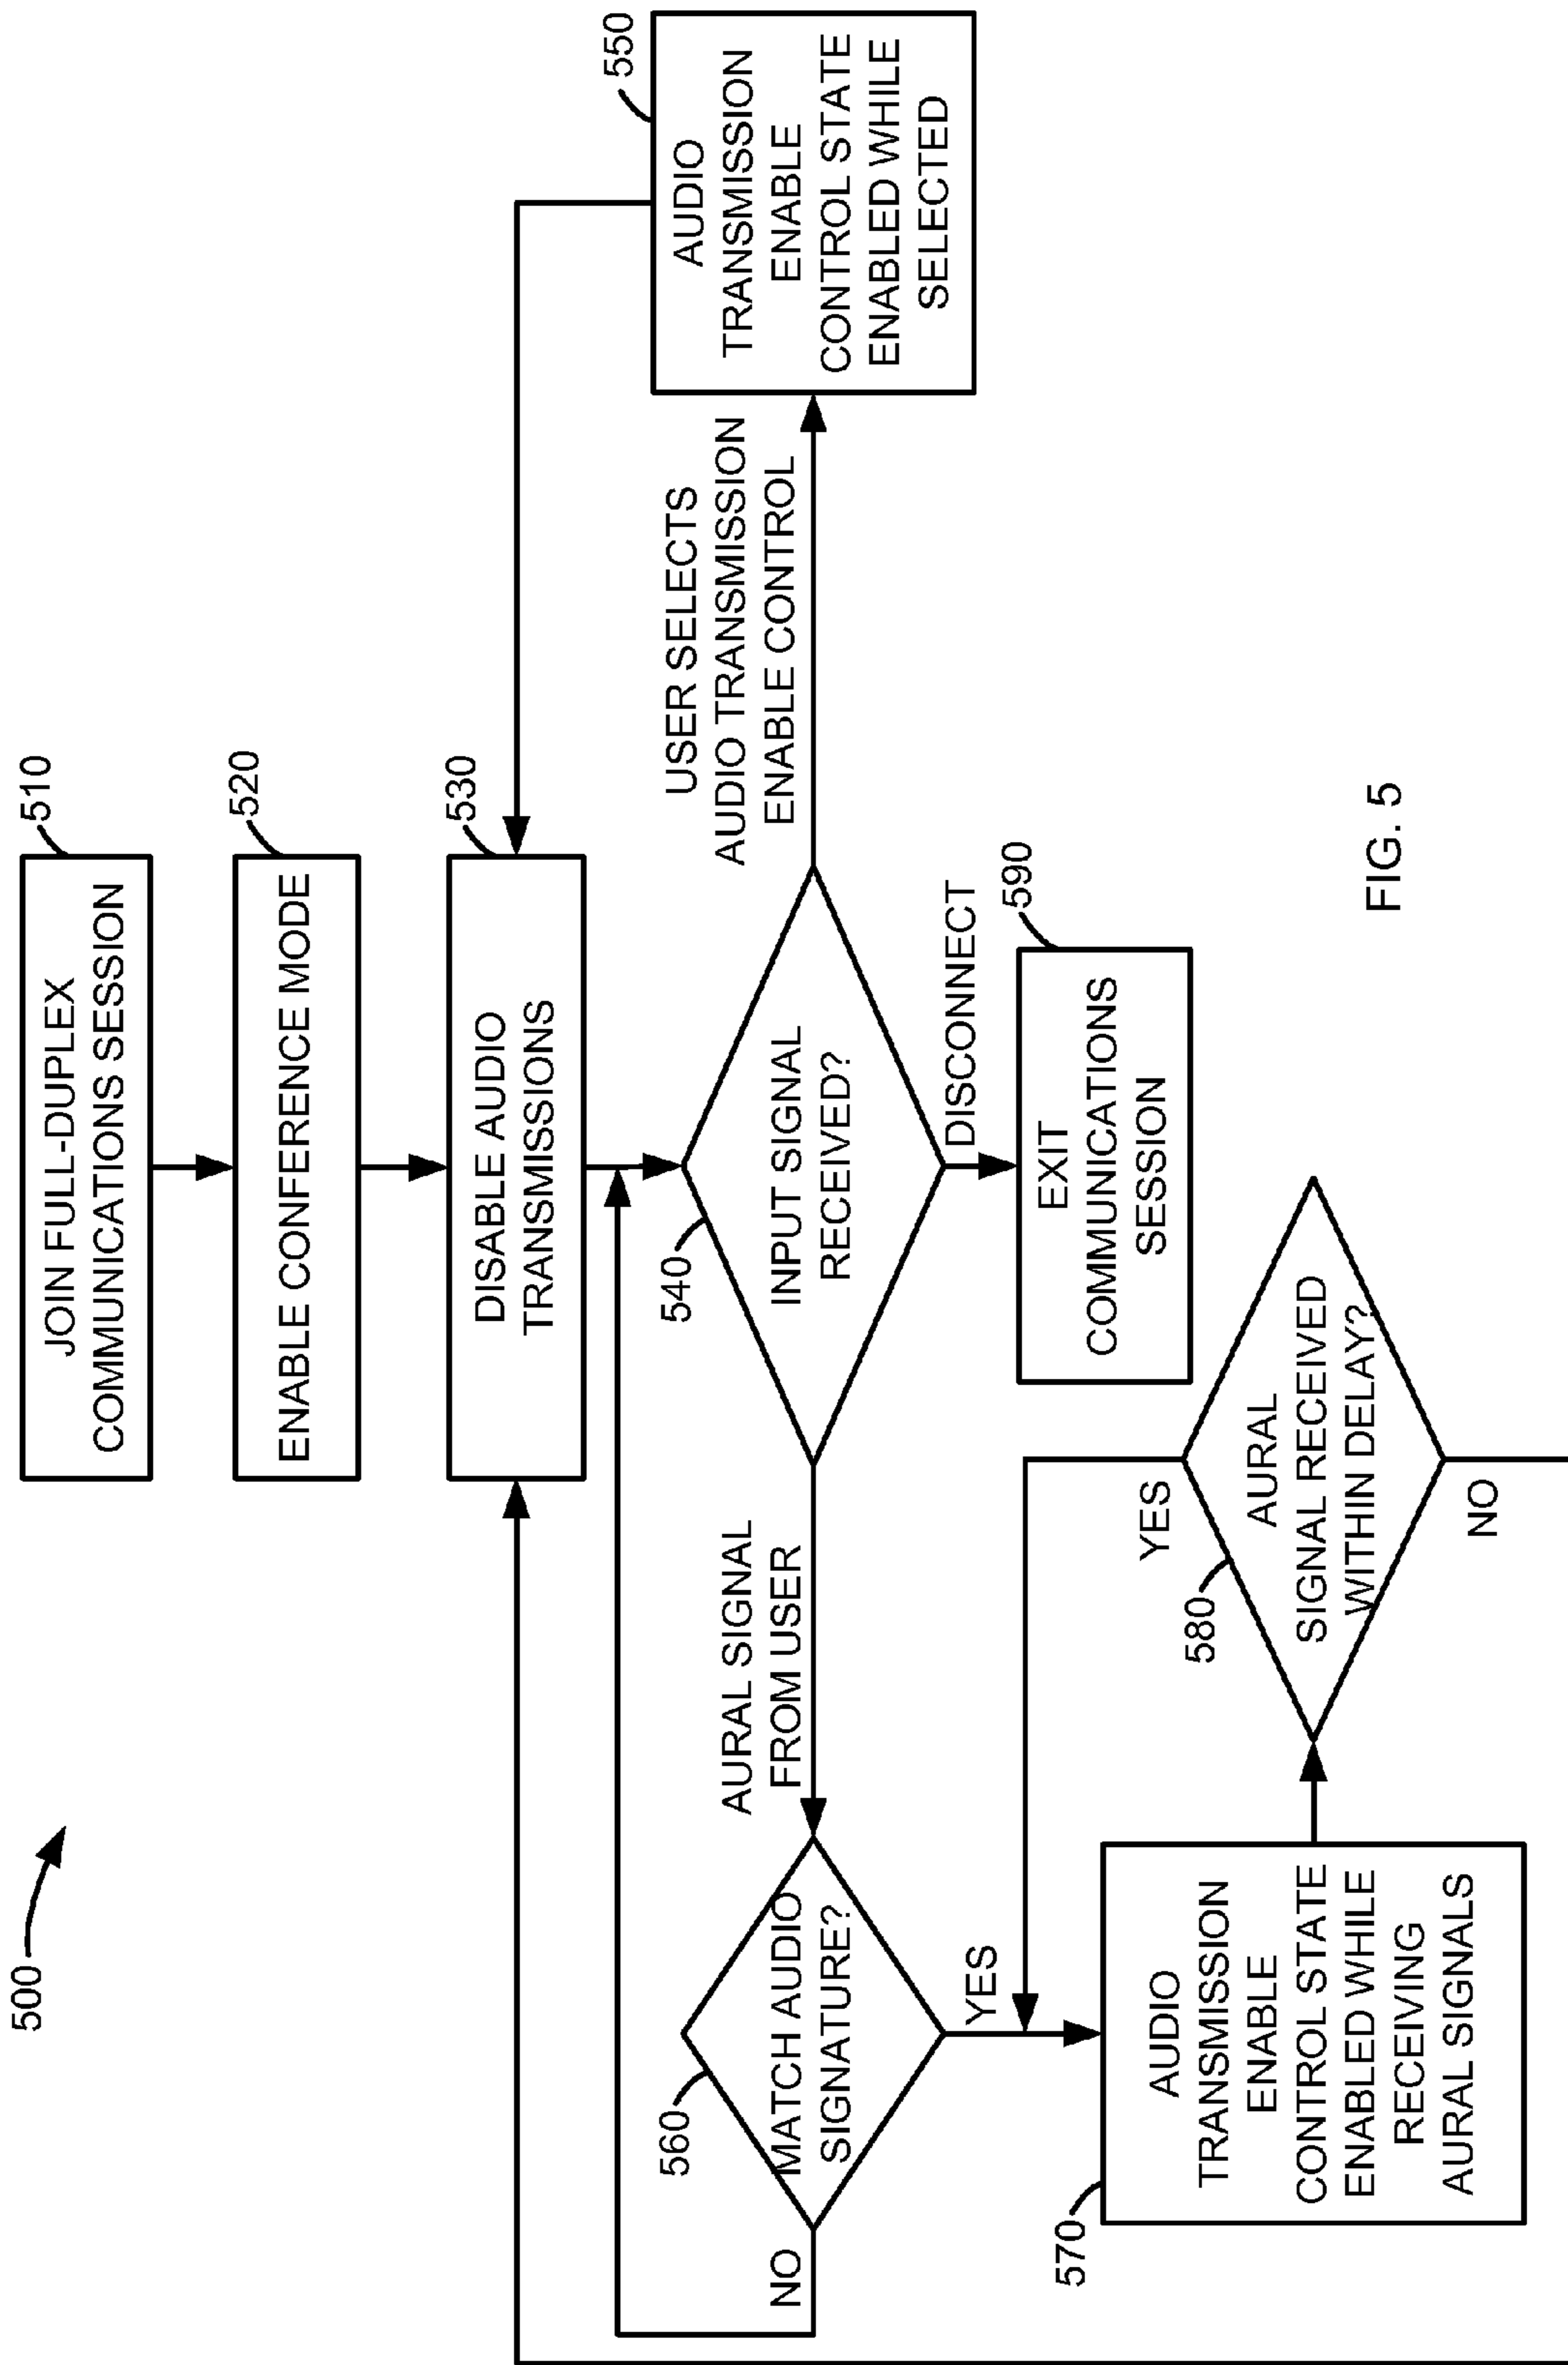 500
510
JOIN FULL-DUPLEX
COMMUNICATIONS SESSION
520
ENABLE CONFERENCE MODE
530
DISABLE AUDIO
TRANSMISSIONS
540
INPUT SIGNAL
RECEIVED?
USER SELECTS
AUDIO TRANSMISSION
ENABLE CONTROL
550
AUDIO
TRANSMISSION
ENABLE
CONTROL STATE
ENABLED WHILE
SELECTED
AURAL SIGNAL
FROM USER
560
MATCH AUDIO
SIGNATURE?
NO
YES
570
AUDIO
TRANSMISSION
ENABLE
CONTROL STATE
ENABLED WHILE
RECEIVING
AURAL SIGNALS
580
AURAL
SIGNAL RECEIVED
WITHIN DELAY?
YES
NO
DISCONNECT
590
EXIT
COMMUNICATIONS
SESSION
FIG. 5